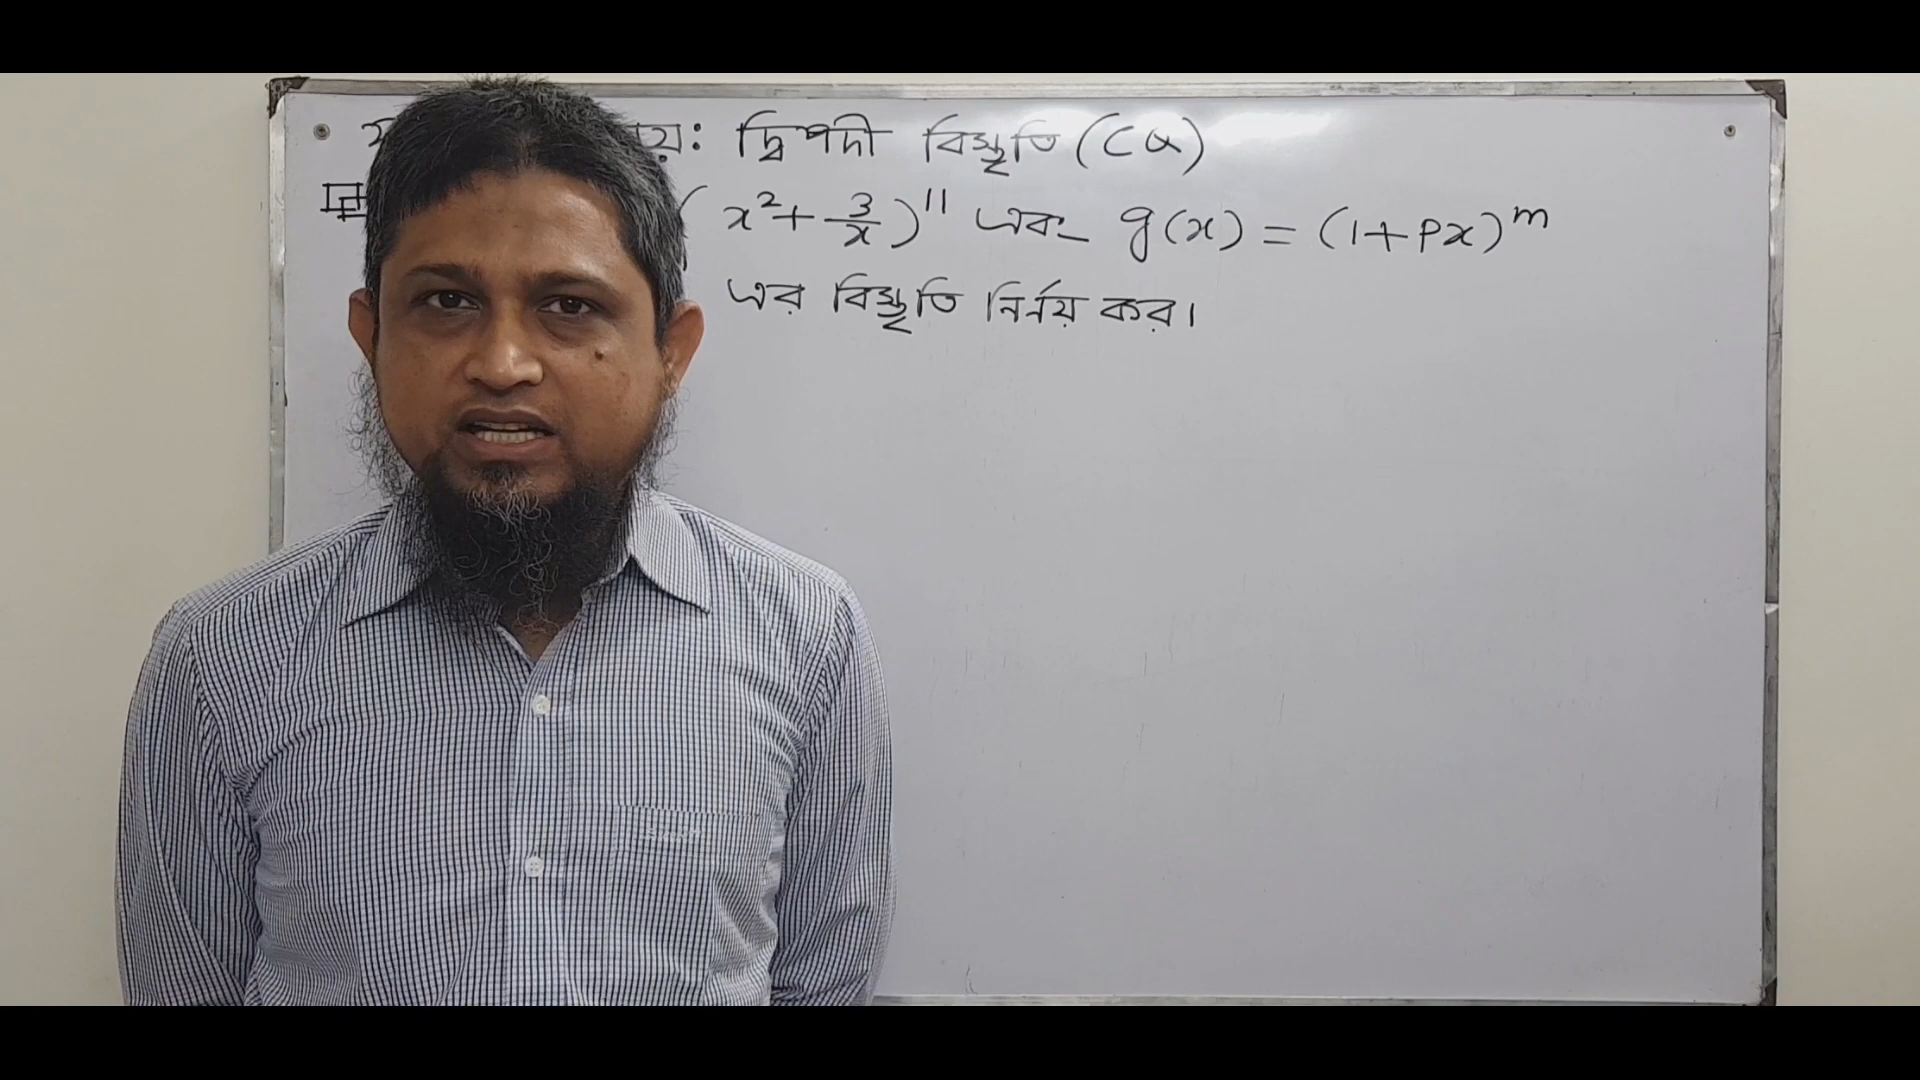 য়: দ্বিপদী বিস্তৃতি (CQ)
( x² + 3/x )¹¹ এবং g(x) = (1+px)ᵐ
এর বিস্তৃতি নির্ণয় কর।